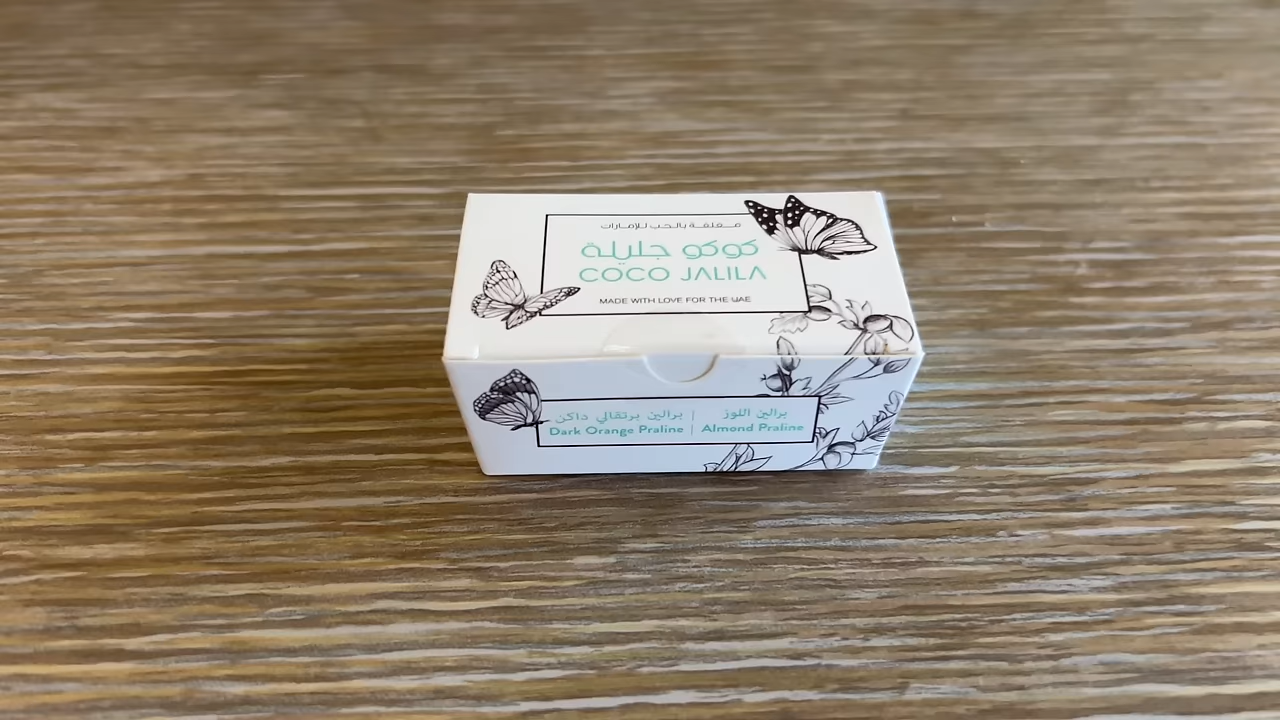 مغلفة بالحب للإمارات
كوكو جليلة
COCO JALILA
MADE WITH LOVE FOR THE UAE
برالين برتقالي داكن | برالين اللوز
Dark Orange Praline | Almond Praline